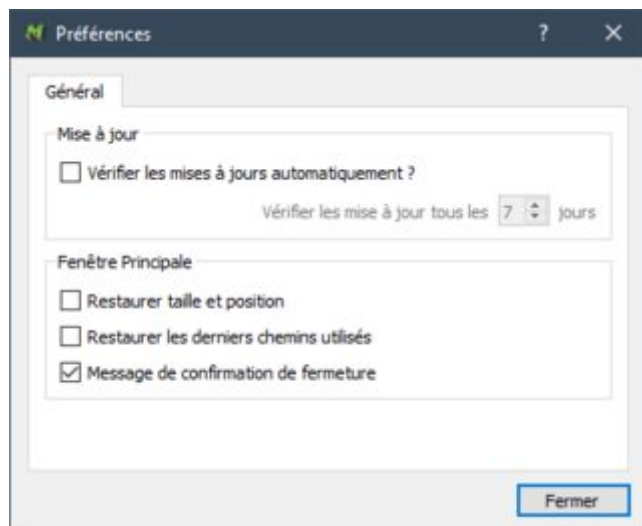 Préférences
Général
Mise à jour
Vérifier les mises à jours automatiquement ?
Vérifier les mise à jour tous les 7 jours
Fenêtre Principale
Restaurer taille et position
Restaurer les derniers chemins utilisés
Message de confirmation de fermeture
Fermer